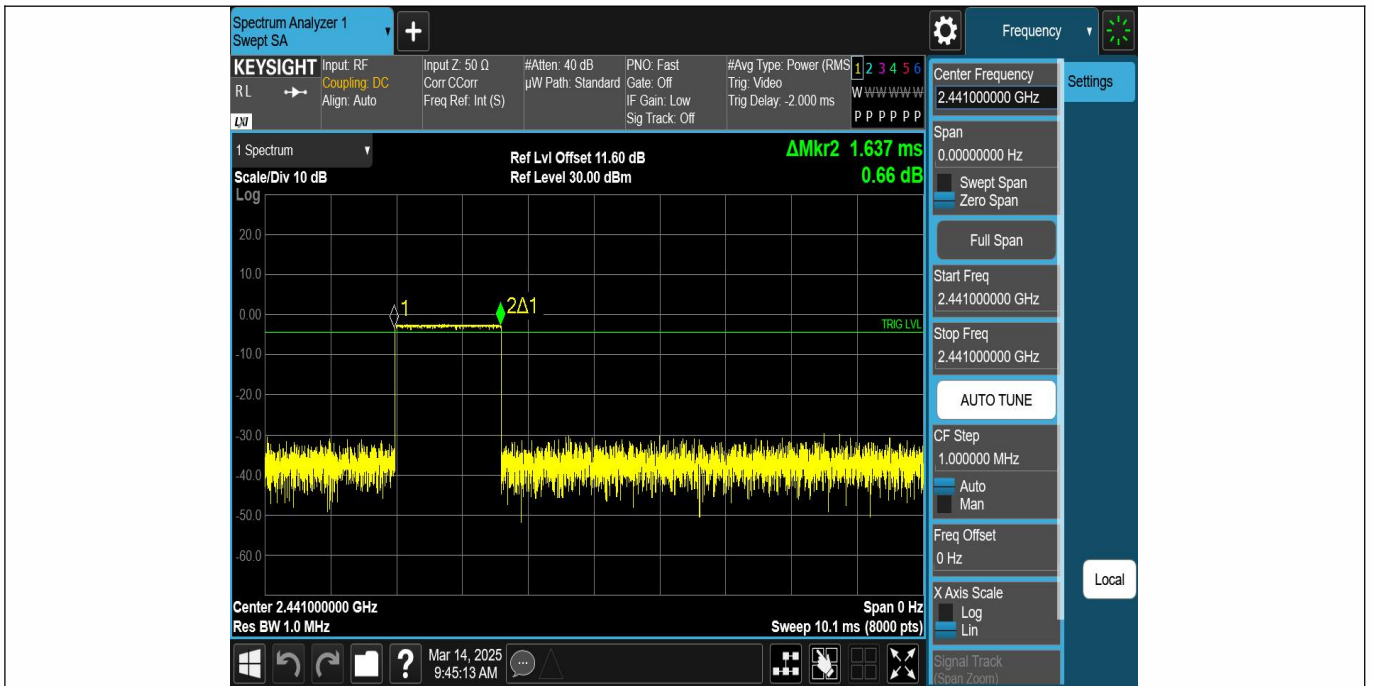 Spectrum Analyzer 1
Swept SA
+
Frequency
KEYSIGHT
RL
LXI
Input: RF
Coupling: DC
Align: Auto
Input Z: 50 Ω
Corr CCorr
Freq Ref: Int (S)
#Atten: 40 dB
µW Path: Standard
PNO: Fast
Gate: Off
IF Gain: Low
Sig Track: Off
#Avg Type: Power (RMS
Trig: Video
Trig Delay: -2.000 ms
1 2 3 4 5 6
W W W W W W
P P P P P P
1 Spectrum
Scale/Div 10 dB
Log
Ref Lvl Offset 11.60 dB
Ref Level 30.00 dBm
ΔMkr2 1.637 ms
0.66 dB
20.0
10.0
0.00
1
2Δ1
TRIG LVL
-10.0
-20.0
-30.0
-40.0
-50.0
-60.0
Center 2.441000000 GHz
Res BW 1.0 MHz
Span 0 Hz
Sweep 10.1 ms (8000 pts)
Center Frequency
2.441000000 GHz
Settings
Span
0.00000000 Hz
Swept Span
Zero Span
Full Span
Start Freq
2.441000000 GHz
Stop Freq
2.441000000 GHz
AUTO TUNE
CF Step
1.000000 MHz
Auto
Man
Freq Offset
0 Hz
X Axis Scale
Log
Lin
Local
Signal Track
(Span Zoom)
?
Mar 14, 2025
9:45:13 AM